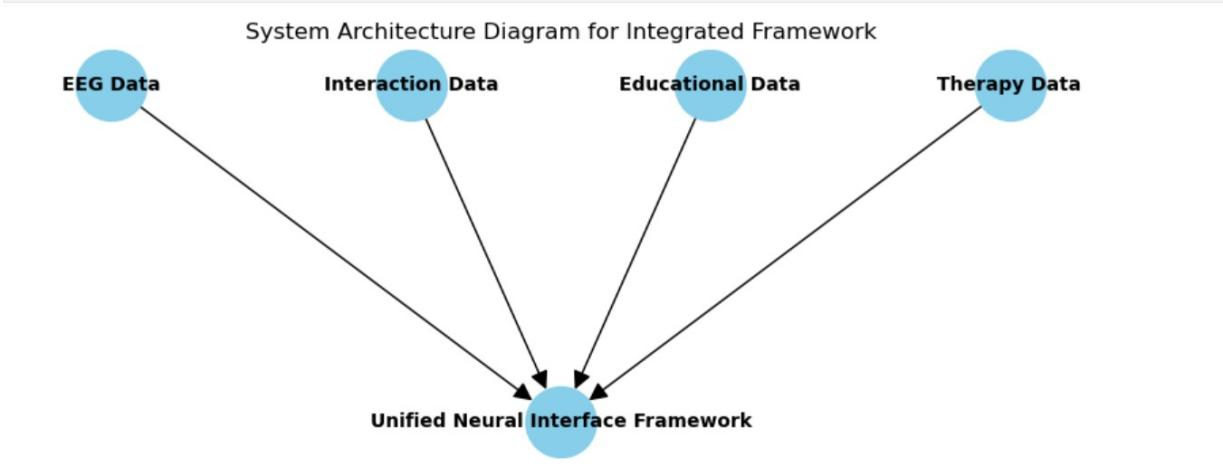 System Architecture Diagram for Integrated Framework
EEG Data
Interaction Data
Educational Data
Therapy Data
Unified Neural Interface Framework